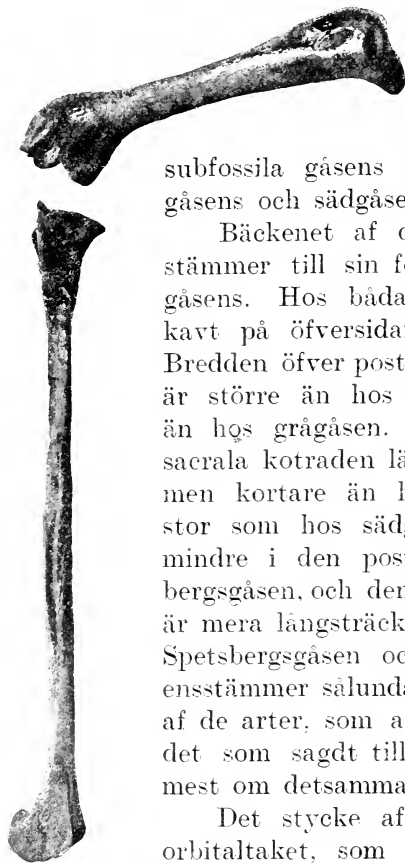 subfossila gåsens
gåsens och sädgåse
Bäckenet af
stämmer till sin
gåsens. Hos båda
kavt på öfversida
Bredden öfver post
är större än hos
än hos grågåsen.
sacrala kotraden lä
men kortare än
stor som hos säd
mindre i den pos
bergsgåsen, och den
är mera långsträck
Spetsbergsgåsen oc
ensstämmer sålunda
af de arter, som a
det som sagdt till
mest om detsamma
Det stycke af
orbitaltaket, som